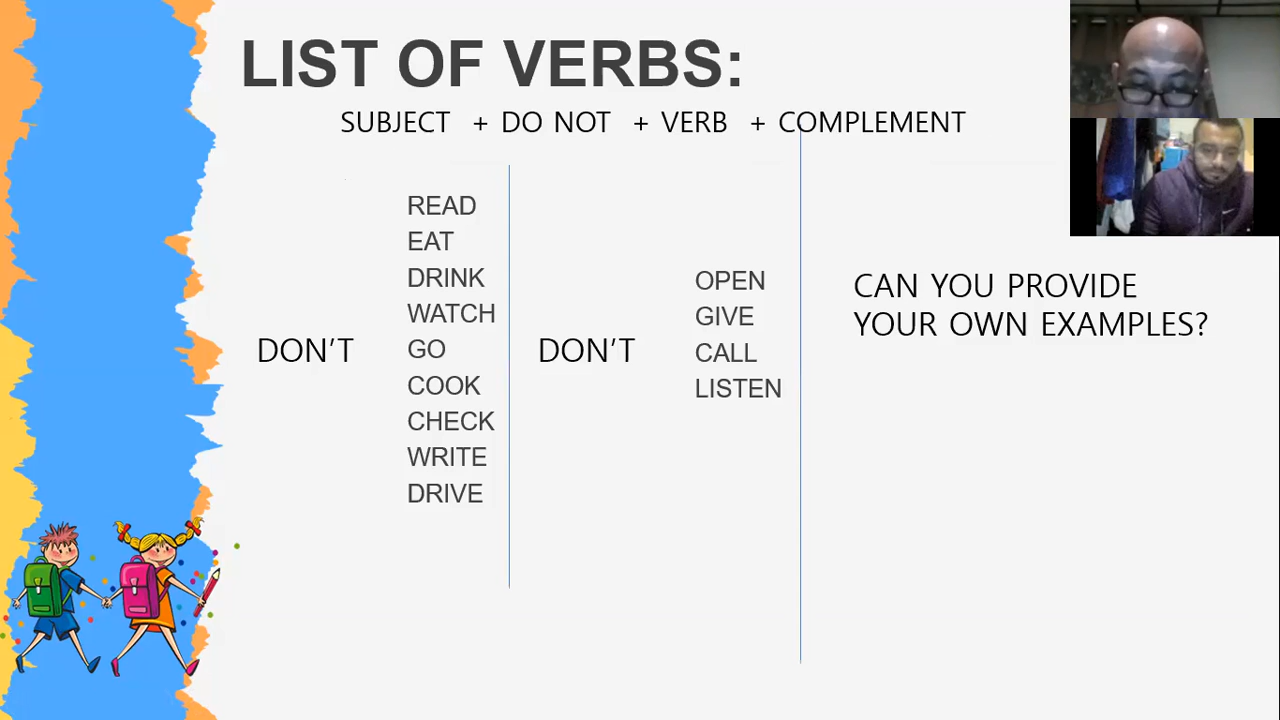 LIST OF VERBS:
SUBJECT + DO NOT + VERB + COMPLEMENT
DON'T
READ
EAT
DRINK
WATCH
GO
COOK
CHECK
WRITE
DRIVE
DON'T
OPEN
GIVE
CALL
LISTEN
CAN YOU PROVIDE
YOUR OWN EXAMPLES?